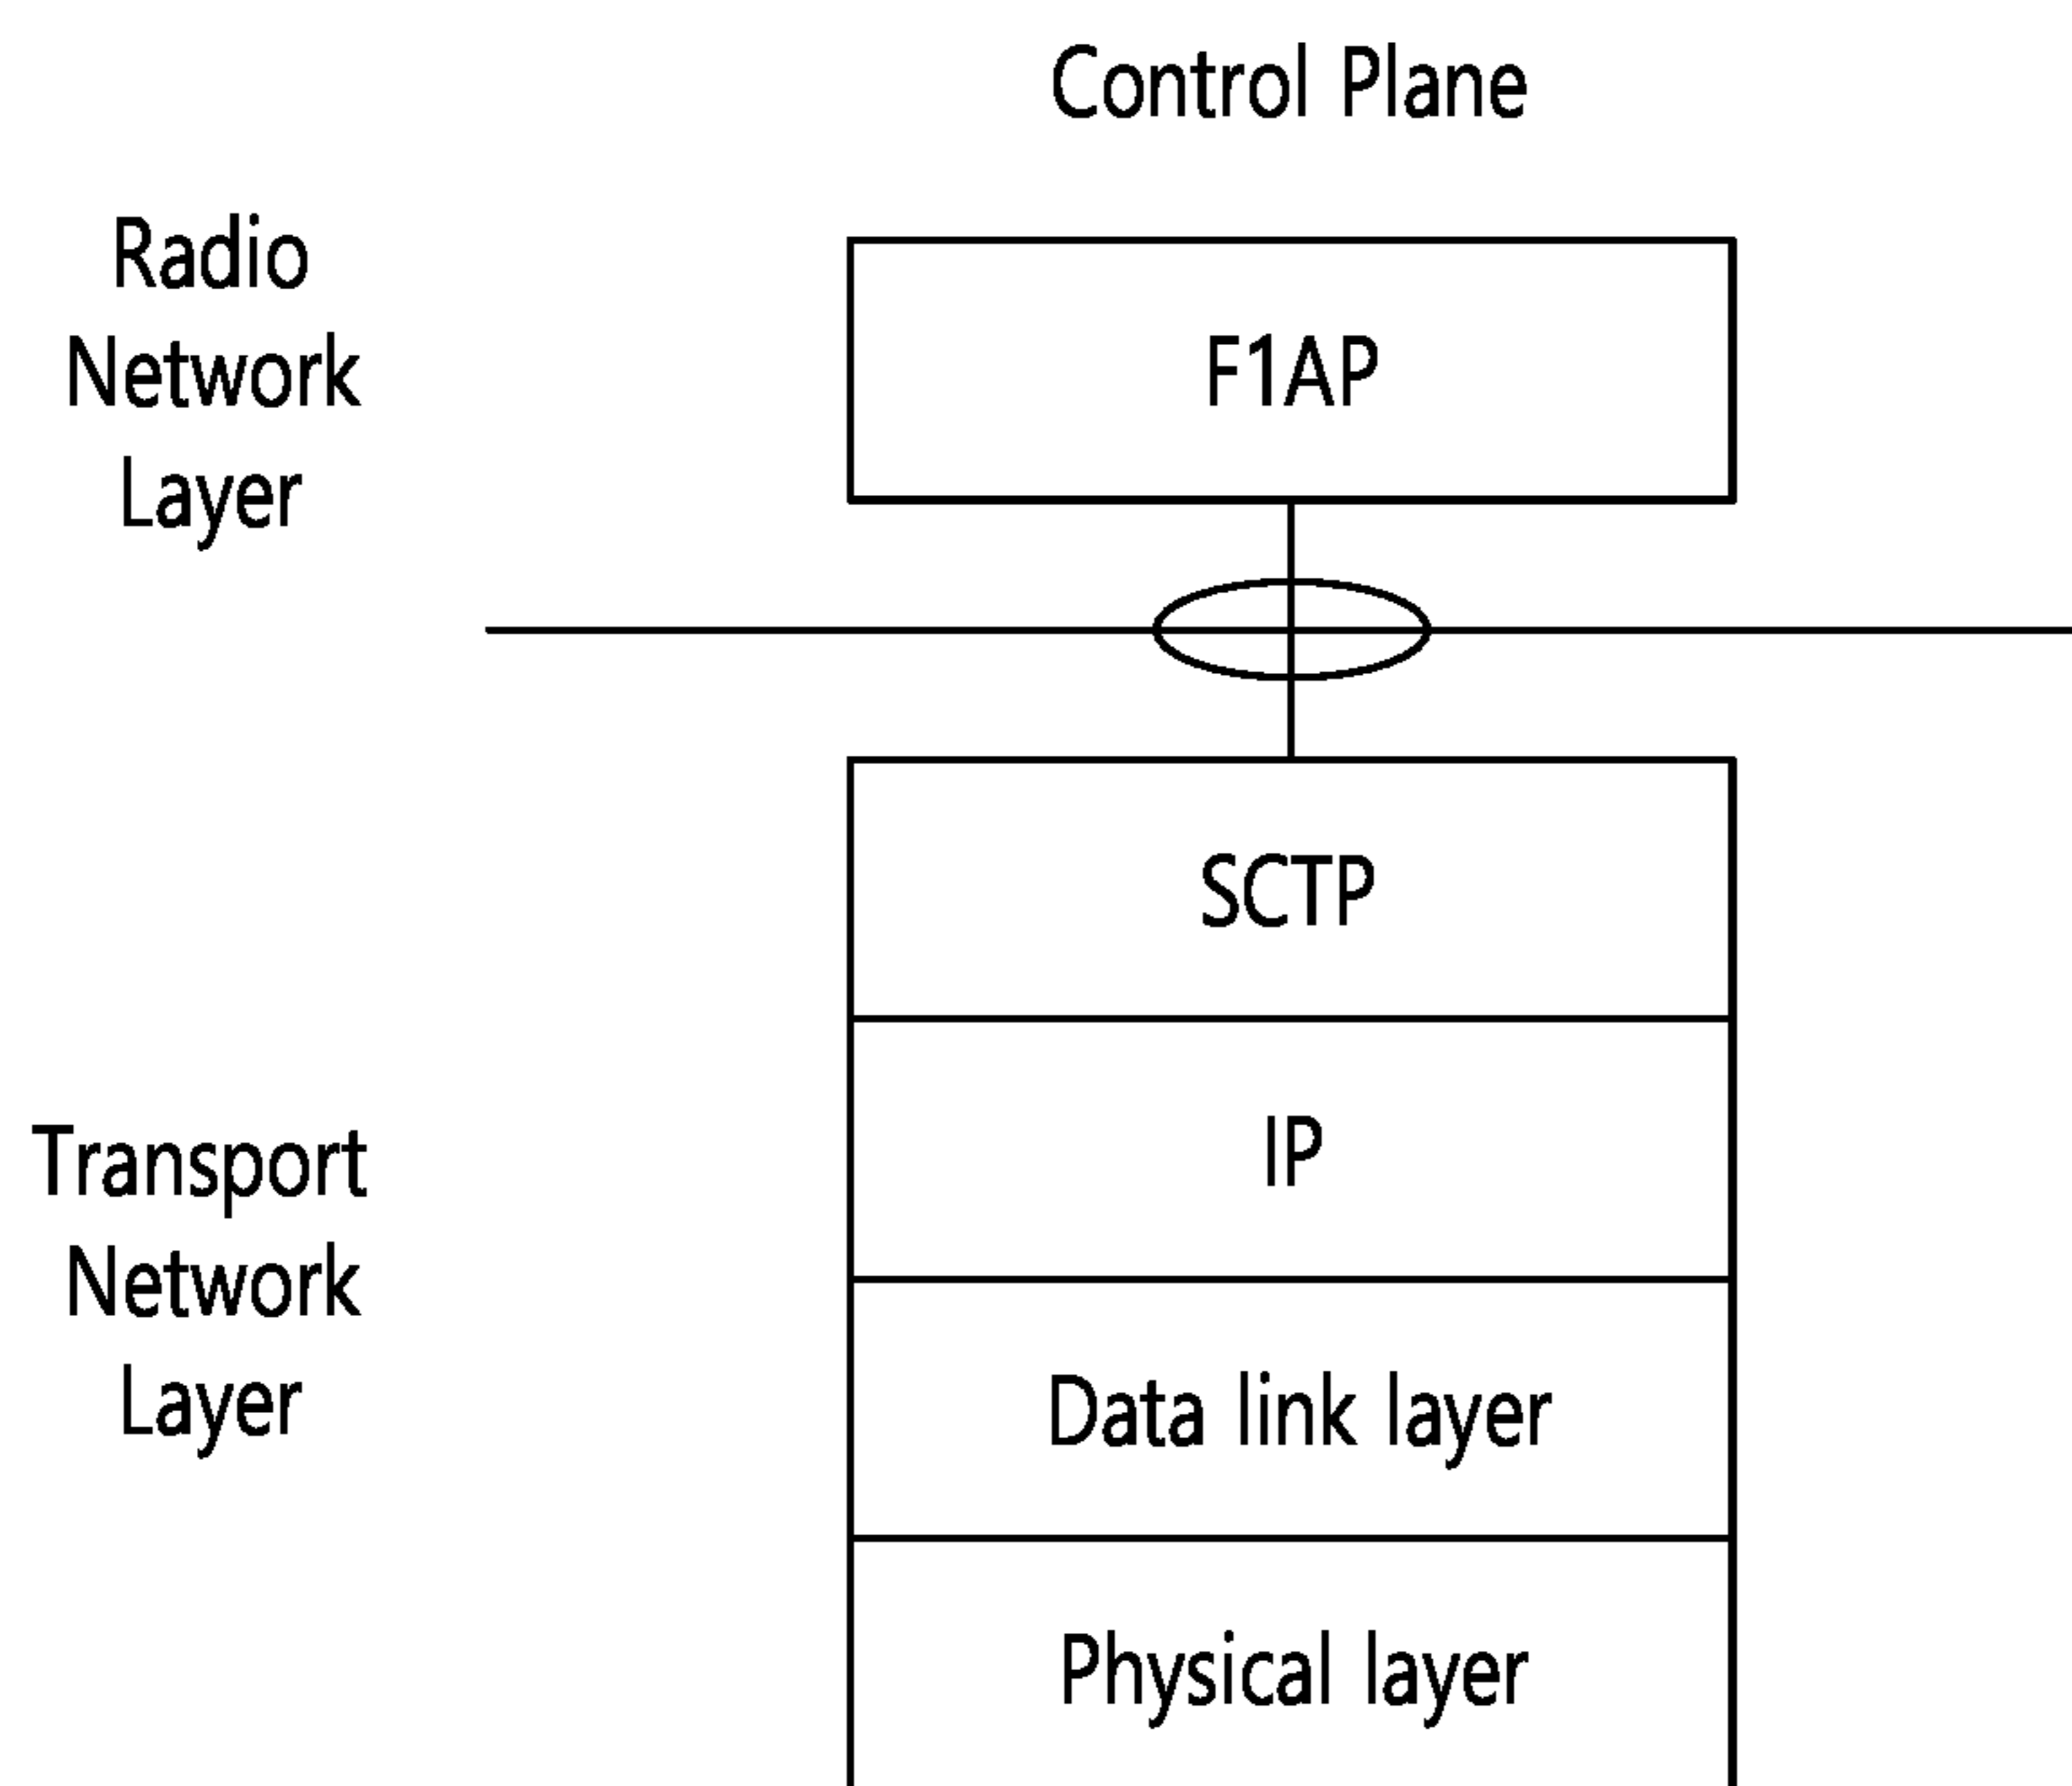 Control Plane
Radio
Network
Layer
F1AP
SCTP
IP
Transport
Network
Layer
Data link layer
Physical layer